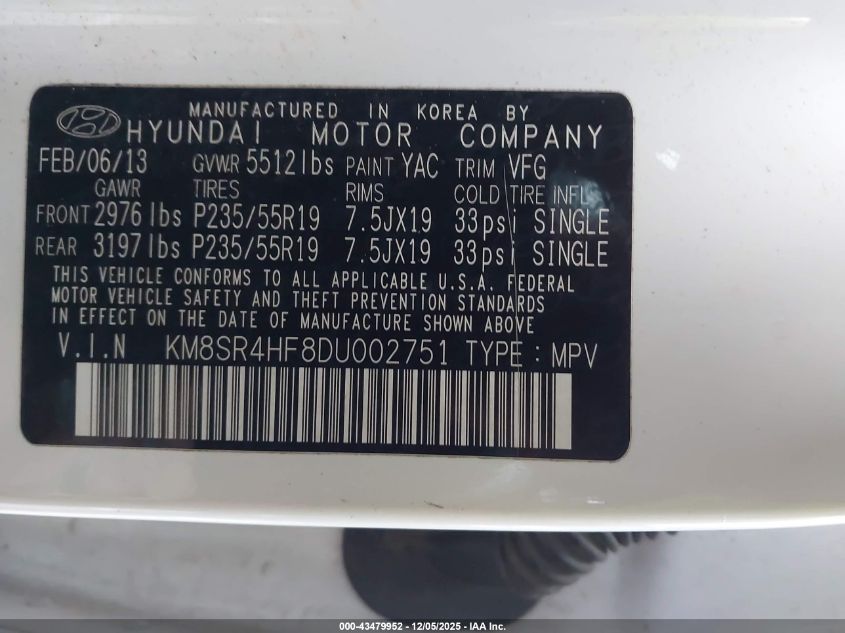 MANUFACTURED IN KOREA BY
HYUNDAI MOTOR COMPANY
FEB/06/13 GVWR 5512lbs PAINT YAC TRIM VFG
GAWR TIRES RIMS COLD TIRE INFL
FRONT 2976lbs P235/55R19 7.5JX19 33psi SINGLE
REAR 3197lbs P235/55R19 7.5JX19 33psi SINGLE
THIS VEHICLE CONFORMS TO ALL APPLICABLE U.S.A. FEDERAL
MOTOR VEHICLE SAFETY AND THEFT PREVENTION STANDARDS
IN EFFECT ON THE DATE OF MANUFACTURE SHOWN ABOVE
V.I.N KM8SR4HF8DU002751 TYPE : MPV
000-43479952 - 12/05/2025 - IAA Inc.